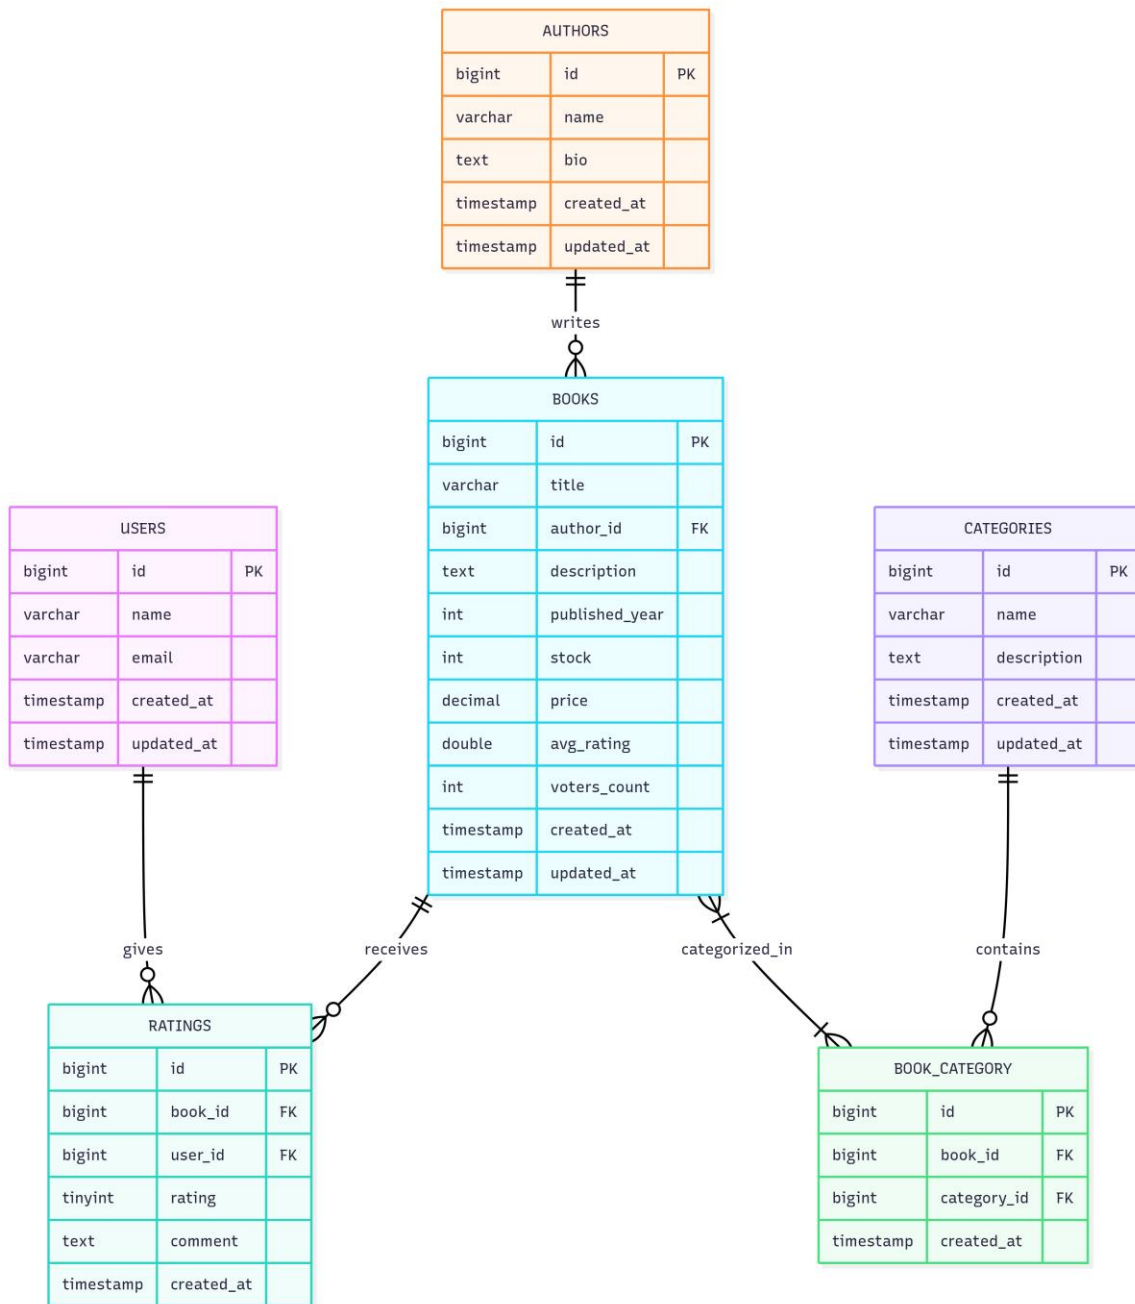 AUTHORS
bigint id PK
varchar name
text bio
timestamp created_at
timestamp updated_at
writes
BOOKS
bigint id PK
varchar title
bigint author_id FK
text description
int published_year
int stock
decimal price
double avg_rating
int voters_count
timestamp created_at
timestamp updated_at
USERS
bigint id PK
varchar name
varchar email
timestamp created_at
timestamp updated_at
CATEGORIES
bigint id PK
varchar name
text description
timestamp created_at
timestamp updated_at
gives
receives
categorized_in
contains
RATINGS
bigint id PK
bigint book_id FK
bigint user_id FK
tinyint rating
text comment
timestamp created_at
BOOK_CATEGORY
bigint id PK
bigint book_id FK
bigint category_id FK
timestamp created_at